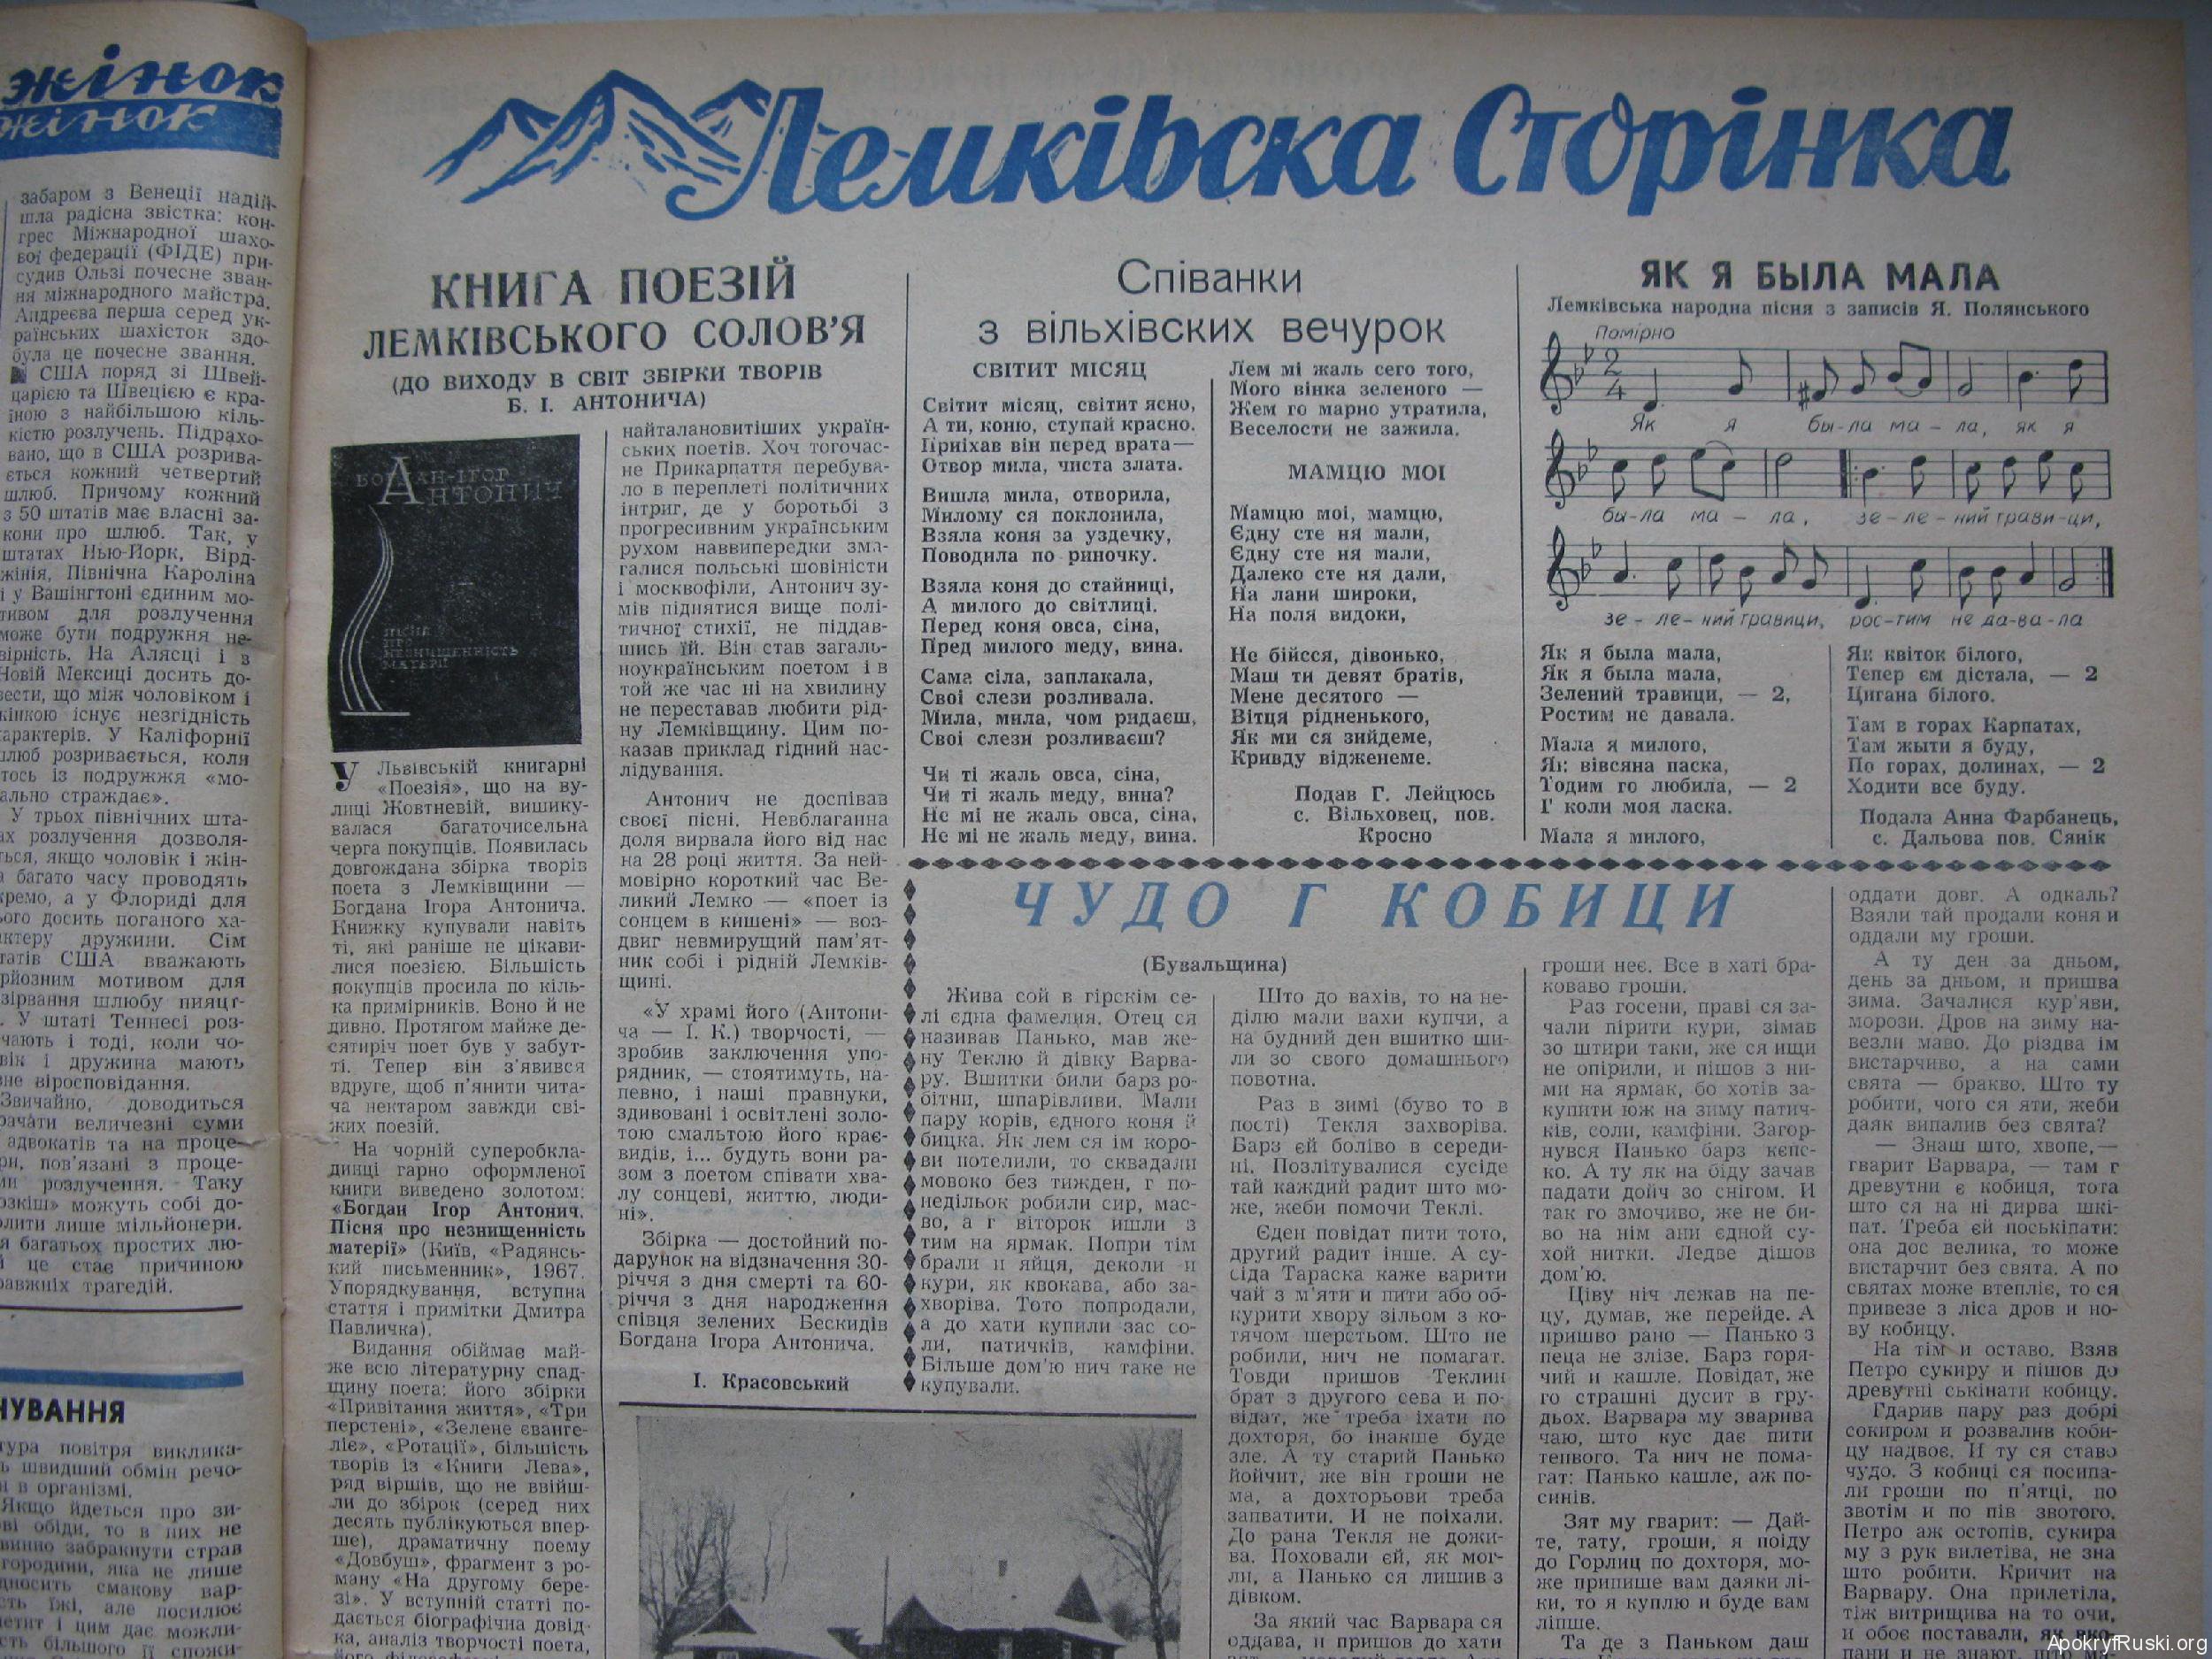 жінок
жінок
забаром з Венеції надій-
шла радісна звістка: кон-
грес Міжнародної шахо-
вої федерації (ФІДЕ) при-
судив Ользі почесне зван-
ня міжнародного майстра.
Андреєва перша серед ук-
раїнських шахісток здо-
була це почесне звання.
США поряд зі Швей-
царією та Швецією є кра-
їною з найбільшою кіль-
кістю розлучень. Підрахо-
вано, що в США розрива-
ється кожний четвертий
шлюб. Причому кожний
з 50 штатів має власні за-
кони про шлюб. Так, у
штатах Нью-Йорк, Вірд-
жінія, Північна Кароліна
і у Вашінгтоні єдиним мо-
тивом для розлучення
може бути подружня не-
вірність. На Алясці і в
Новій Мексиці досить до-
вести, що між чоловіком і
жінкою існує незгідність
характерів. У Каліфорнії
шлюб розривається, коли
тось із подружжя «мо-
ально страждає».
У трьох північних шта-
ах розлучення дозволя-
ться, якщо чоловік і жін-
а багато часу проводять
кремо, а у Флориді для
ього досить поганого ха-
актеру дружини. Сім
татів США вважають
рйозним мотивом для
зірвання шлюбу пияцт-
. У штаті Теннесі роз-
чають і тоді, коли чо-
вік і дружина мають
зне віросповідання.
Звичайно, доводиться
рачати величезні суми
адвокатів та на проце-
ри, пов'язані з проце-
ми розлучення. Таку
озкіш» можуть собі до-
олити лише мільйонери.
я багатьох простих лю-
й це стає причиною
равжніх трагедій.
ЧУВАННЯ
тура повітря виклика-
ь швидший обмін речо-
н в організмі.
Якщо йдеться про зи-
ві обіди, то в них не
винно забракнути страв
городини, яка не лише
дносить смакову вар-
сть їжі, але посилює
петит і цим дає можли-
сть більшого її спожи-
Лемківска Сторінка
КНИГА ПОЕЗІЙ
ЛЕМКІВСЬКОГО СОЛОВ'Я
(ДО ВИХОДУ В СВІТ ЗБІРКИ ТВОРІВ
Б. І. АНТОНИЧА)
БОГДАН-ІГОР
АНТОНИЧ
ПІСНЯ
ПРО
НЕЗНИЩЕННІСТЬ
МАТЕРІЇ
У Львівській книгарні
«Поезія», що на ву-
лиці Жовтневій, вишику-
валася багаточисельна
черга покупців. Появилась
довгождана збірка творів
поета з Лемківщини —
Богдана Ігора Антонича.
Книжку купували навіть
ті, які раніше не цікави-
лися поезією. Більшість
покупців просила по кіль-
ка примірників. Воно й не
дивно. Протягом майже де-
сятиріч поет був у забут-
ті. Тепер він з'явився
вдруге, щоб п'янити чита-
ча нектаром завжди сві-
жих поезій.
На чорній суперобкла-
динці гарно оформленої
книги виведено золотом:
«Богдан Ігор Антонич.
Пісня про незнищенність
матерії» (Київ, «Радянсь-
кий письменник», 1967.
Упорядкування, вступна
стаття і примітки Дмитра
Павличка).
Видання обіймає май-
же всю літературну спад-
щину поета: його збірки
«Привітання життя», «Три
перстені», «Зелене єванге-
ліє», «Ротації», більшість
творів із «Книги Лева»,
ряд віршів, що не ввійш-
ли до збірок (серед них
десять публікуються впер-
ше), драматичну поему
«Довбуш», фрагмент з ро-
ману «На другому бере-
зі». У вступній статті по-
дається біографічна довід-
ка, аналіз творчості поета,
найталановитіших україн-
ських поетів. Хоч тогочас-
не Прикарпаття перебува-
ло в переплеті політичних
інтриг, де у боротьбі з
прогресивним українським
рухом наввипередки зма-
галися польські шовіністи
і москвофіли, Антонич зу-
мів піднятися вище полі-
тичної стихії, не піддав-
шись їй. Він став загаль-
ноукраїнським поетом і в
той же час ні на хвилину
не переставав любити рід-
ну Лемківщину. Цим по-
казав приклад гідний нас-
лідування.
Антонич не доспівав
своєї пісні. Невблаганна
доля вирвала його від нас
на 28 році життя. За ней-
мовірно короткий час Ве-
ликий Лемко — «поет із
сонцем в кишені» — воз-
двиг невмирущий пам'ят-
ник собі і рідній Лемків-
щині.
«У храмі його (Антони-
ча — І. К.) творчості, —
зробив заключення упо-
рядник, — стоятимуть, на-
певно, і наші правнуки,
здивовані і освітлені золо-
тою смальтою його крає-
видів, і... будуть вони ра-
зом з поетом співати хва-
лу сонцеві, життю, люди-
ні».
Збірка — достойний по-
дарунок на відзначення 30-
річчя з дня смерті та 60-
річчя з дня народження
співця зелених Бескидів
Богдана Ігора Антонича.
І. Красовський
Співанки
з вільхівских вечурок
СВІТИТ МІСЯЦ
Світит місяц, світит ясно,
А ти, коню, ступай красно.
Приїхав він перед врата—
Отвор мила, чиста злата.
Вишла мила, отворила,
Милому ся поклонила,
Взяла коня за уздечку,
Поводила по риночку.
Взяла коня до стайниці,
А милого до світлиці.
Перед коня овса, сіна,
Пред милого меду, вина.
Сама сіла, заплакала,
Свої слези розливала.
Мила, мила, чом ридаєш,
Свої слези розливаєш?
Чи ті жаль овса, сіна,
Чи ті жаль меду, вина?
Не мі не жаль овса, сіна,
Не мі не жаль меду, вина.
Лем мі жаль сего того,
Мого вінка зеленого —
Жем го марно утратила,
Веселости не зажила.
МАМЦЮ МОІ
Мамцю мої, мамцю,
Єдну сте ня мали,
Єдну сте ня мали,
Далеко сте ня дали,
На лани широки,
На поля видоки,
Не бійсся, дівонько,
Маш ти девят братів,
Мене десятого —
Вітця рідненького,
Як ми ся знйдеме,
Кривду відженеме.
Подав Г. Лейцюсь
с. Вільховец, пов.
Кросно
ЯК Я БЫЛА МАЛА
Лемківська народна пісня з записів Я. Полянського
Помірно
2
4
Як я бы-ла ма – ла, як я
бы-ла ма – ла, зе-ле-ний трави-ци,
зе – ле- ний травици, рос-тим не да-ва-ла
Як я была мала,
Як я была мала,
Зелений травици, — 2,
Ростим не давала.
Мала я милого,
Як вівсяна паска,
Тодим го любила, — 2
Г коли моя ласка.
Мала я милого,
Як квіток білого,
Тепер єм дістала, — 2
Цигана білого.
Там в горах Карпатах,
Там жыти я буду,
По горах, долинах, — 2
Ходити все буду.
Подала Анна Фарбанець,
с. Дальова пов. Сянік
ЧУДО Г КОБИЦИ
(Бувальщина)
Жива сой в гірскім се-
лі єдна фамелия. Отец ся
називав Панько, мав же-
ну Теклю й дівку Варва-
ру. Вшитки били барз ро-
бітни, шпарівливи. Мали
пару корів, єдного коня й
бицка. Як лем ся ім коро-
ви потелили, то сквадали
мовоко без тижден, г по-
недільок робили сир, мас-
во, а г віторок ишли з
тим на ярмак. Попри тім
брали и яйця, деколи и
кури, як квокава, або за-
хворіва. Тото попродали,
а до хати купили зас со-
ли, патичків, камфіни.
Більше дом'ю нич таке не
купували.
Што до вахів, то на не-
ділю мали вахи купчи, а
на будний ден вшитко ши-
ли зо свого домашнього
повотна.
Раз в зимі (буво то в
пості) Текля захворіва.
Барз єй боліво в середи-
ні. Позлітувалися сусіде
тай каждий радит што мо-
же, жеби помочи Теклі.
Єден повідат пити тото,
другий радит інше. А су-
сіда Тараска каже варити
чай з м'яти и пити або об-
курити хвору зільом з ко-
тячом шерстьом. Што не
робили, нич не помагат.
Товди пришов Теклин
брат з другого сева и по-
відат, же треба їхати по
дохторя, бо інакше буде
зле. А ту старий Панько
йойчит, же він гроши не
ма, а дохторьови треба
запватити. И не поїхали.
До рана Текля не дожи-
ва. Поховали єй, як мог-
ли, а Панько ся лишив з
дівком.
За який час Варвара ся
оддава, и пришов до хати
гроши неє. Все в хаті бра-
коваво гроши.
Раз госени, праві ся за-
чали пірити кури, зімав
зо штири таки, же ся ищи
не опірили, и пішов з ни-
ми на ярмак, бо хотів за-
купити юж на зиму патич-
ків, соли, камфіни. Загор-
нувся Панько барз кепс-
ко. А ту як на біду зачав
падати дойч зо снігом. И
так го змочиво, же не би-
во на нім ани єдной су-
хой нитки. Ледве дішов
дом'ю.
Ціву ніч лежав на пе-
цу, думав, же перейде. А
пришво рано — Панько з
пеца не злізе. Барз горя-
чий и кашле. Повідат, же
го страшні дусит в гру-
дьох. Варвара му зварива
чаю, што кус дає пити
тепвого. Та нич не пома-
гат: Панько кашле, аж по-
синів.
Зят му гварит: — Дай-
те, тату, гроши, я поїду
до Горлиц по дохторя, мо-
же припише вам даяки лі-
ки, то я куплю и буде вам
ліпше.
Та де з Паньком даш
оддати довг. А одкаль?
Взяли тай продали коня и
оддали му гроши.
А ту ден за дньом,
день за дньом, и пришва
зима. Зачалися кур'яви,
морози. Дров на зиму на-
везли маво. До різдва ім
вистарчиво, а на сами
свята — бракво. Што ту
робити, чого ся яти, жеби
даяк випалив без свята?
— Знаш што, хвопе,—
гварит Варвара, — там г
древутни є кобиця, тота
што ся на ні дирва шкі-
пат. Треба єй поськіпати:
она дос велика, то може
вистарчит без свята. А по
святах може втепліє, то ся
привезе з ліса дров и но-
ву кобицу.
На тім и оставо. Взяв
Петро сукиру и пішов до
древутні ськіпати кобицу.
Гдарив пару раз добрі
сокиром и розвалив коби-
цу надвоє. И ту ся ставо
чудо. З кобиці ся посипа-
ли гроши по п'ятці, по
звотім и по пів звотого.
Петро аж остопів, сукира
му з рук вилетіва, не зна
што робити. Кричит на
Варвару. Она прилетіла,
тіж витрищива на то очи,
и обоє поставали, як вко-
пани и не знают, што
ApokryfRuski.org